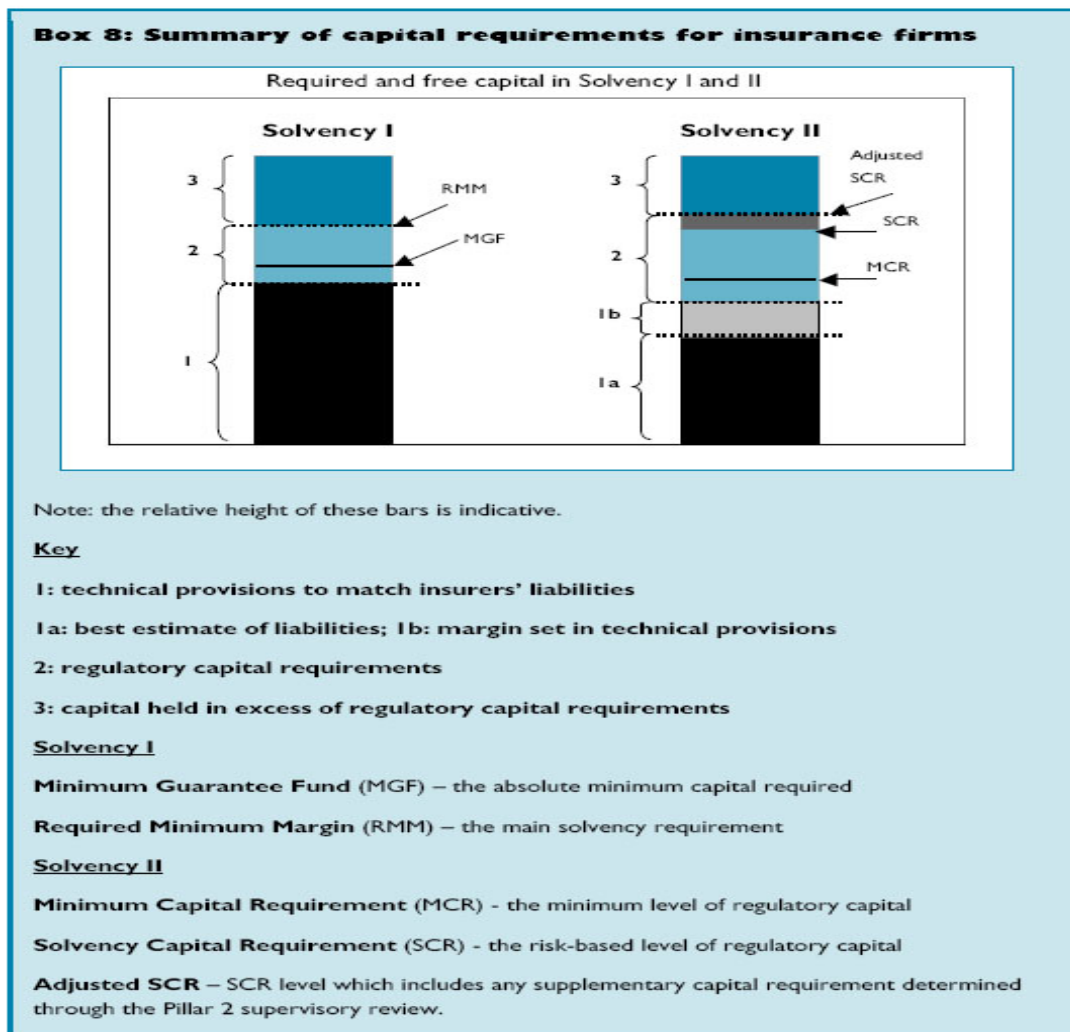 Box 8: Summary of capital requirements for insurance firms
Required and free capital in Solvency I and II
Solvency I
3
RMM
2
MGF
1
Solvency II
3
Adjusted
SCR
SCR
2
MCR
1b
1a
Note: the relative height of these bars is indicative.
Key
1: technical provisions to match insurers’ liabilities
1a: best estimate of liabilities; 1b: margin set in technical provisions
2: regulatory capital requirements
3: capital held in excess of regulatory capital requirements
Solvency I
Minimum Guarantee Fund (MGF) – the absolute minimum capital required
Required Minimum Margin (RMM) – the main solvency requirement
Solvency II
Minimum Capital Requirement (MCR) - the minimum level of regulatory capital
Solvency Capital Requirement (SCR) - the risk-based level of regulatory capital
Adjusted SCR – SCR level which includes any supplementary capital requirement determined
through the Pillar 2 supervisory review.